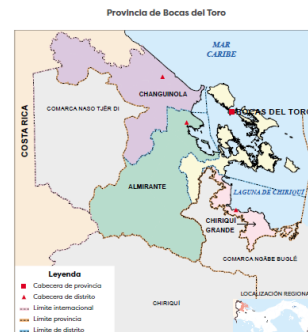 Provincia de Bocas del Toro
MAR
CARIBE
CHANGUINOLA
BOCAS DEL TORO
COMARCA NASO TJËR DI
COSTA RICA
ALMIRANTE
LAGUNA DE CHIRIQUÍ
CHIRIQUÍ
GRANDE
COMARCA NGÄBE BUGLÉ
CHIRIQUÍ
LOCALIZACIÓN REGIONAL
Leyenda
Cabecera de provincia
Cabecera de distrito
Límite internacional
Límite provincia
Límite de distrito